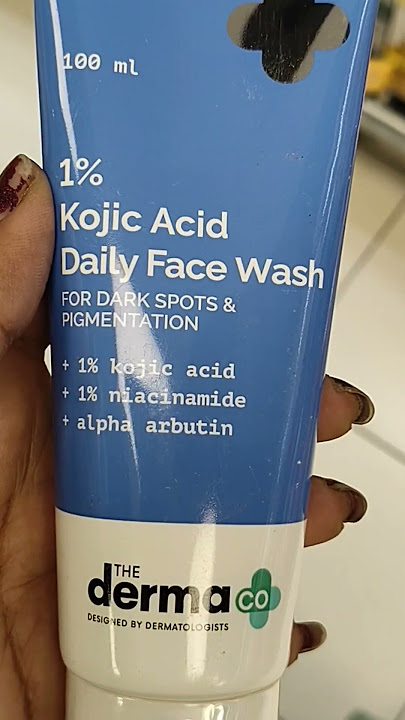 100 ml
1%
Kojic Acid
Daily Face Wash
FOR DARK SPOTS &
PIGMENTATION
+ 1% kojic acid
+ 1% niacinamide
+ alpha arbutin
THE
derma co
DESIGNED BY DERMATOLOGISTS